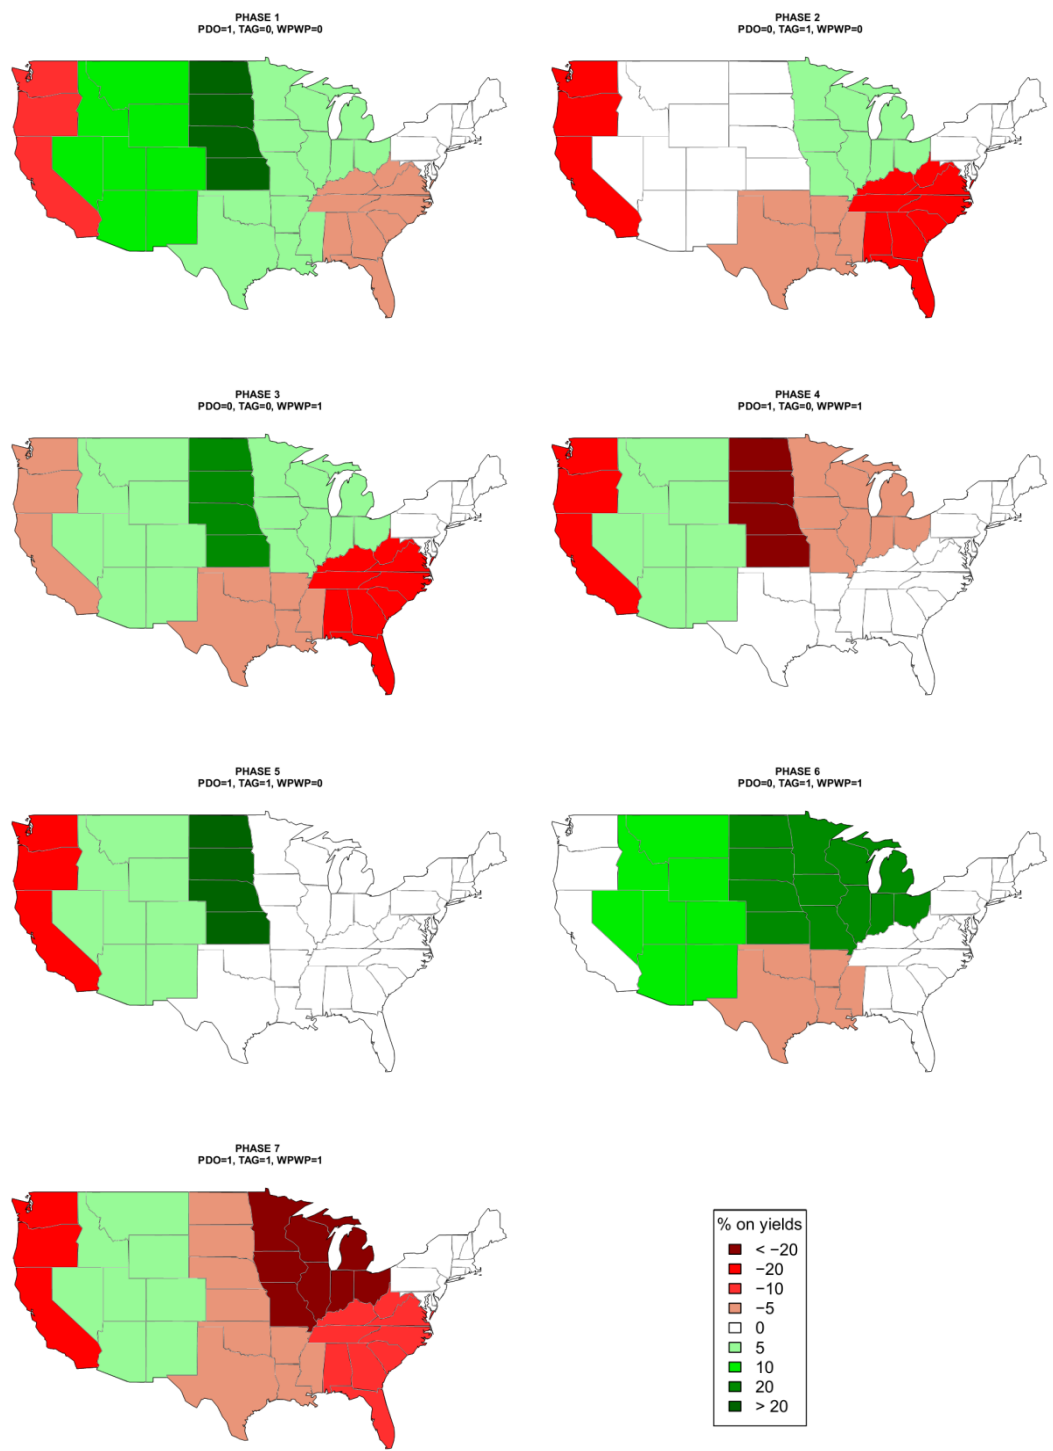 PHASE 1
PDO=1, TAG=0, WPWP=0
PHASE 2
PDO=0, TAG=1, WPWP=0
PHASE 3
PDO=0, TAG=0, WPWP=1
PHASE 4
PDO=1, TAG=0, WPWP=1
PHASE 5
PDO=1, TAG=1, WPWP=0
PHASE 6
PDO=0, TAG=1, WPWP=1
PHASE 7
PDO=1, TAG=1, WPWP=1
% on yields
< −20
−20
−10
−5
0
5
10
20
> 20